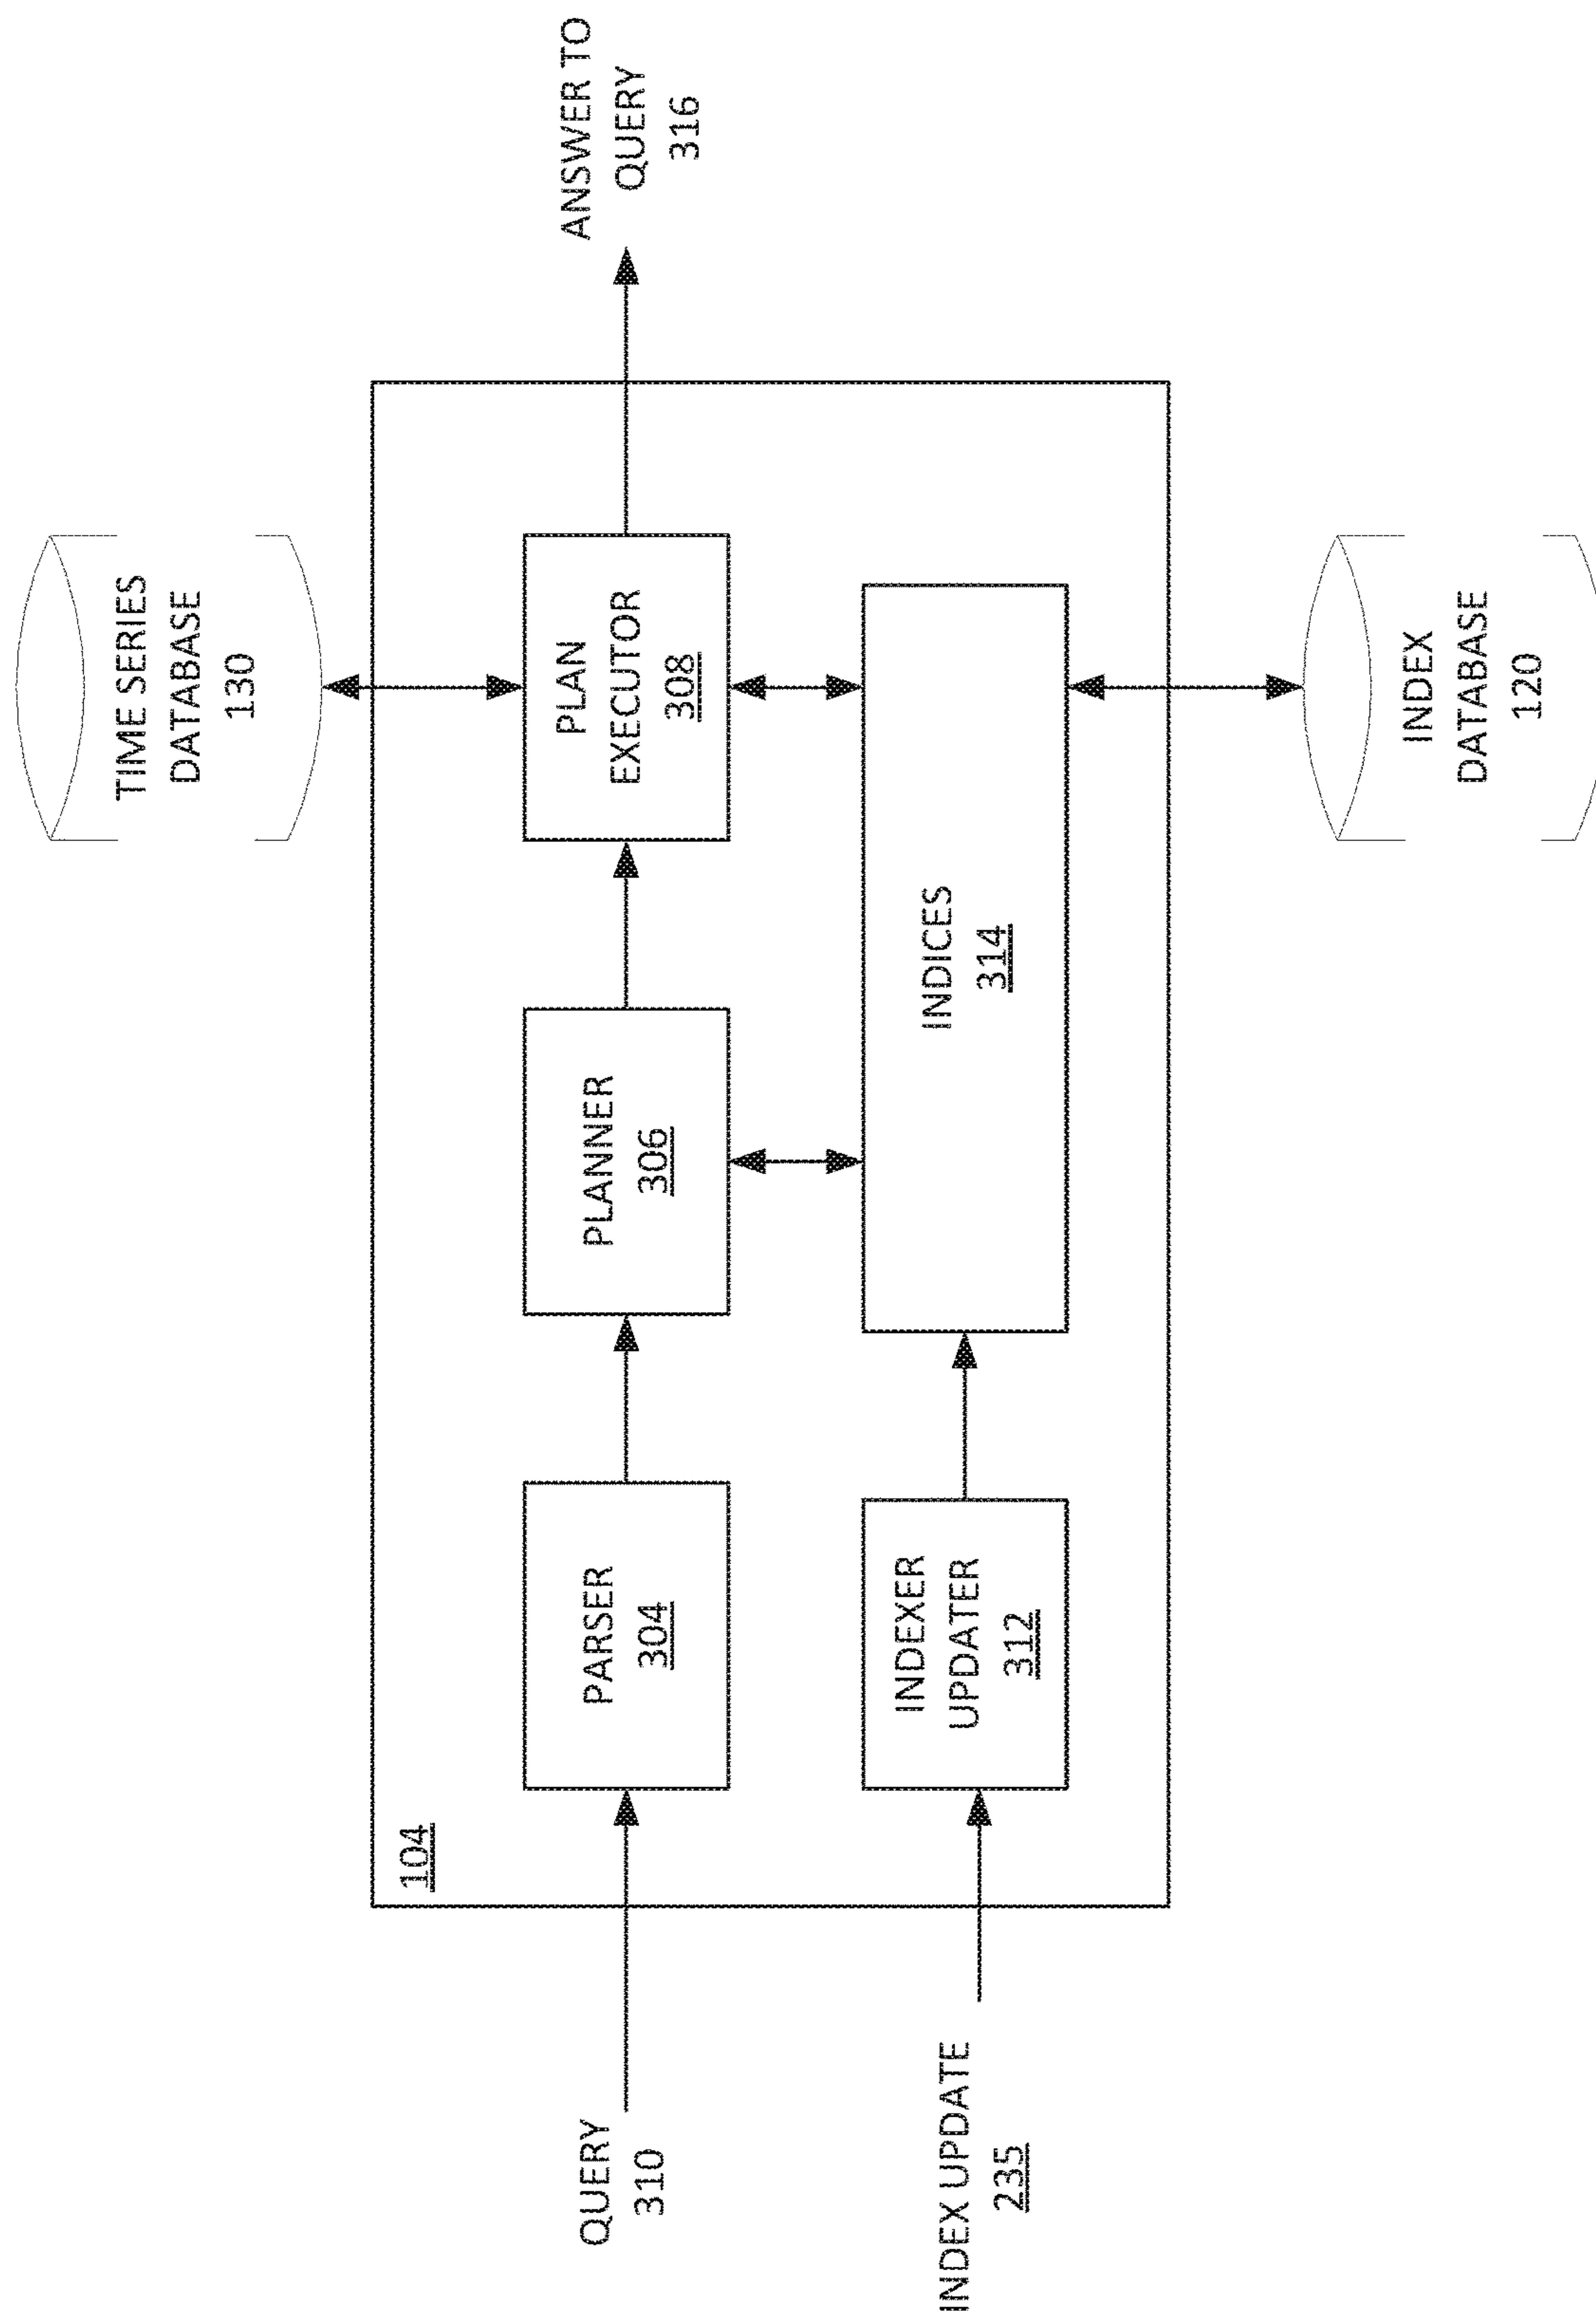 TIME SERIES
DATABASE
130
104
QUERY
310
PARSER
304
PLANNER
306
PLAN
EXECUTOR
308
ANSWER TO
QUERY
316
INDEX UPDATE
235
INDEXER
UPDATER
312
INDICES
314
INDEX
DATABASE
120